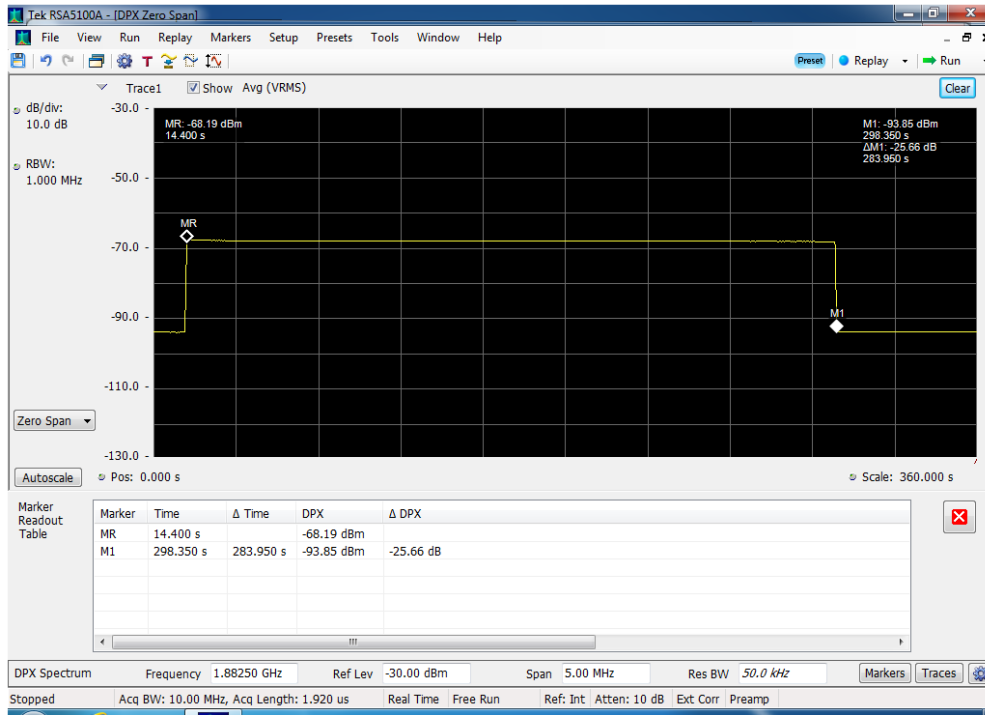 Tek RSA5100A - [DPX Zero Span]
File View Run Replay Markers Setup Presets Tools Window Help
T Preset Replay Run
Trace1 Show Avg (VRMS) Clear
dB/div:
10.0 dB
RBW:
1.000 MHz
-30.0
-50.0
-70.0
-90.0
-110.0
-130.0
MR: -68.19 dBm
14.400 s
M1: -93.85 dBm
298.350 s
ΔM1: -25.66 dB
283.950 s
MR
M1
Zero Span
Autoscale Pos: 0.000 s Scale: 360.000 s
Marker
Readout
Table
Marker Time Δ Time DPX Δ DPX
MR 14.400 s -68.19 dBm
M1 298.350 s 283.950 s -93.85 dBm -25.66 dB
DPX Spectrum Frequency 1.88250 GHz Ref Lev -30.00 dBm Span 5.00 MHz Res BW 50.0 kHz Markers Traces
Stopped Acq BW: 10.00 MHz, Acq Length: 1.920 us Real Time Free Run Ref: Int Atten: 10 dB Ext Corr Preamp